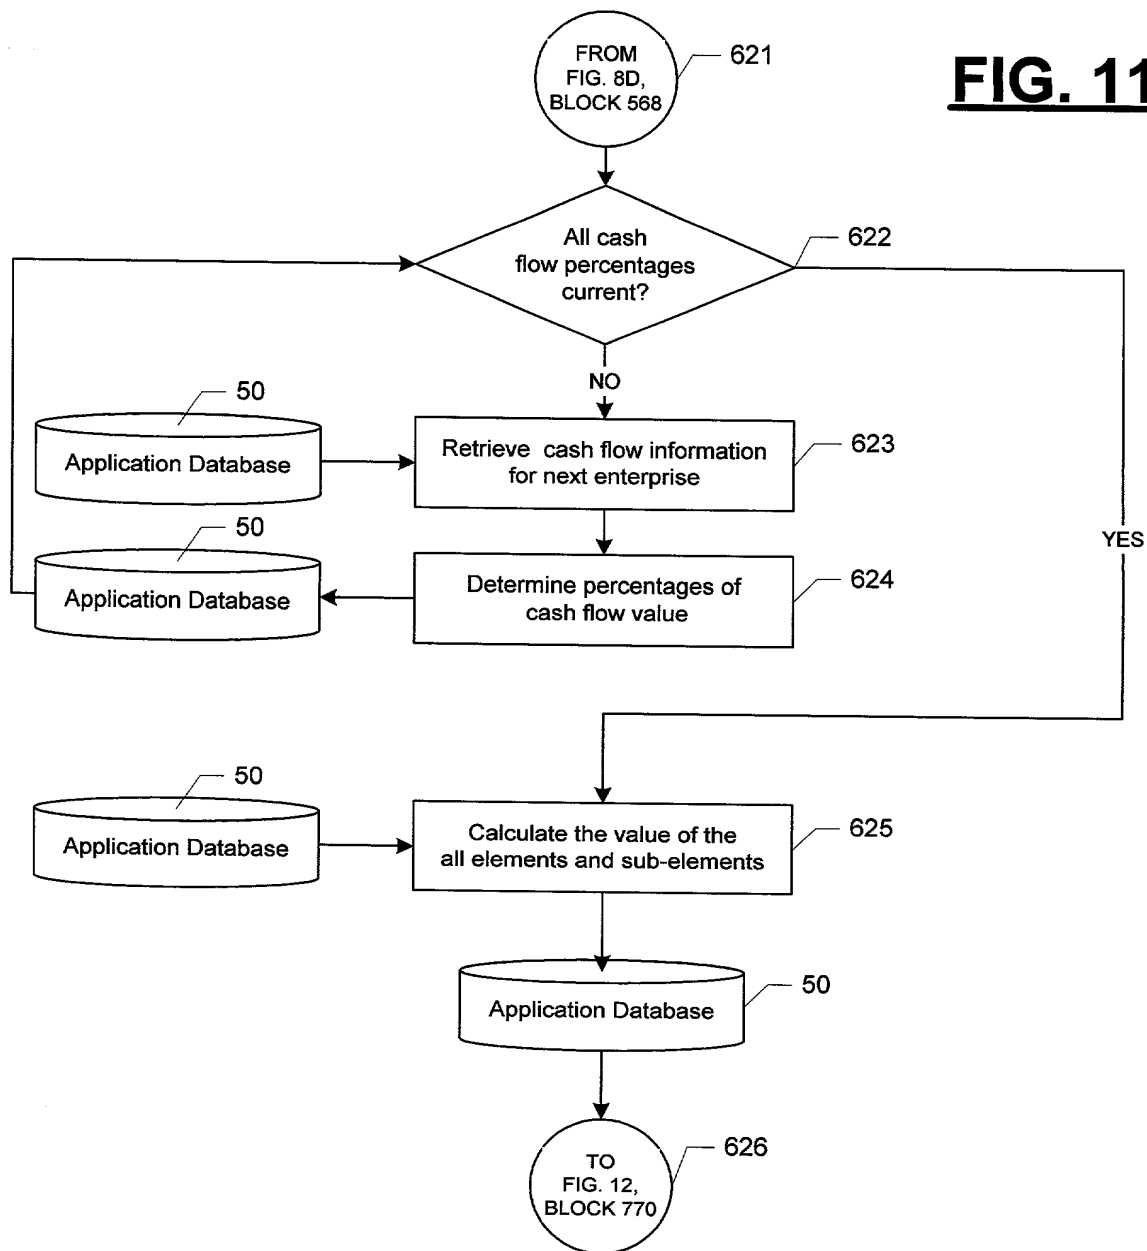 FROM
FIG. 8D,
BLOCK 568
621
FIG. 11
All cash
flow percentages
current?
622
NO
50
Application Database
Retrieve cash flow information
for next enterprise
623
50
Application Database
Determine percentages of
cash flow value
624
YES
50
Application Database
Calculate the value of the
all elements and sub-elements
625
Application Database
50
TO
FIG. 12,
BLOCK 770
626